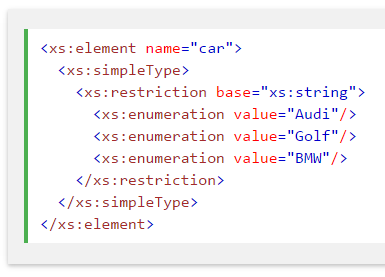 <xs:element name="car">
  <xs:simpleType>
    <xs:restriction base="xs:string">
      <xs:enumeration value="Audi"/>
      <xs:enumeration value="Golf"/>
      <xs:enumeration value="BMW"/>
    </xs:restriction>
  </xs:simpleType>
</xs:element>